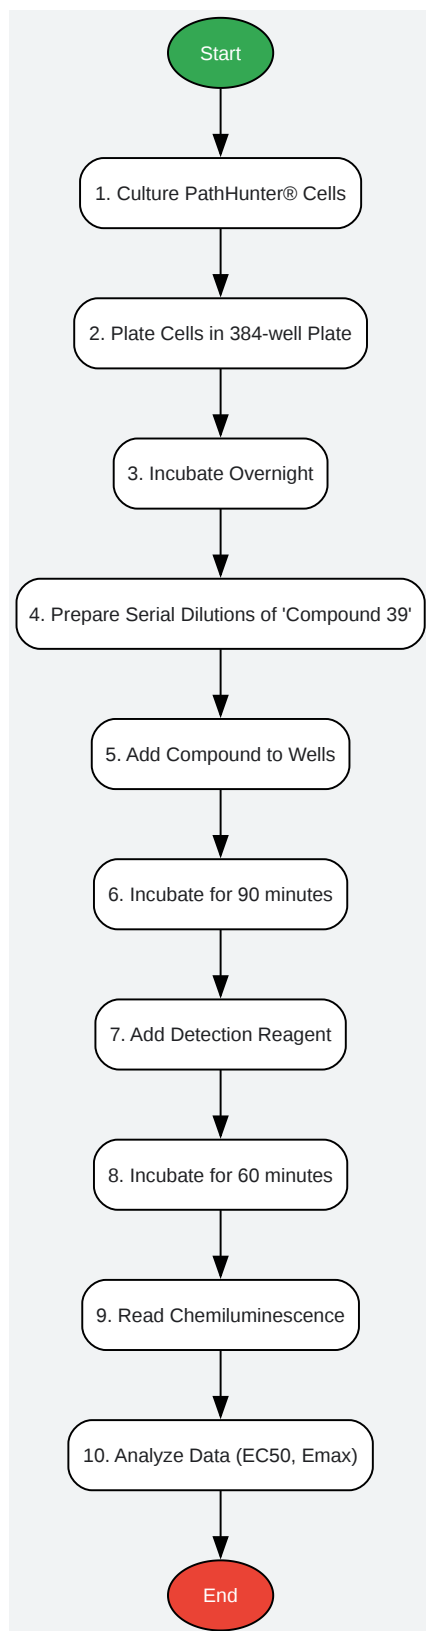 Start
1. Culture PathHunter® Cells
2. Plate Cells in 384-well Plate
3. Incubate Overnight
4. Prepare Serial Dilutions of 'Compound 39'
5. Add Compound to Wells
6. Incubate for 90 minutes
7. Add Detection Reagent
8. Incubate for 60 minutes
9. Read Chemiluminescence
10. Analyze Data (EC50, Emax)
End